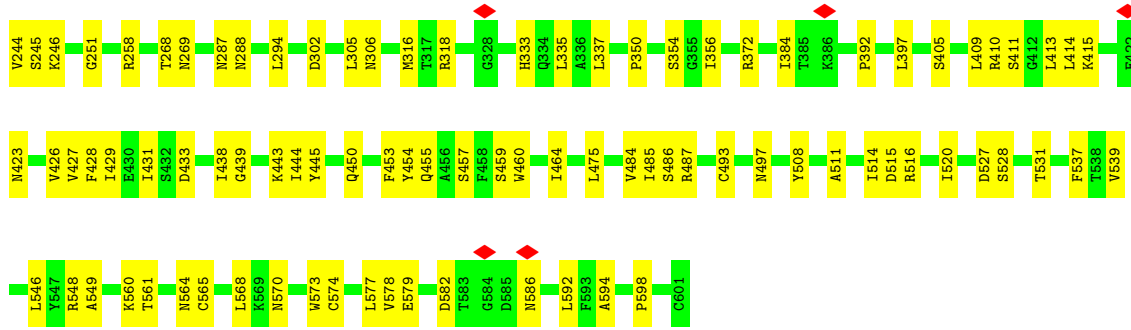 V244 S245 K246 G251 R258 T268 N269 N287 N288 L294 D302 L305 N306 M316 T317 R318 G328 H333 Q334 L335 A336 L337 P350 S354 G355 I356 R372 I384 T385 K386 P392 L397 S405 L409 R410 S411 G412 L413 L414 K415
N423 V426 V427 F428 I429 E430 I431 S432 D433 I438 G439 K443 I444 Y445 Q450 F453 Y454 Q455 A456 S457 F458 S459 W460 I464 L475 V484 I485 S486 R487 C493 N497 Y508 A511 I514 D515 R516 I520 D527 S528 T531 F537 T538 V539
L546 Y547 R548 A549 K560 T561 N564 C565 L568 K569 N570 W573 C574 L577 V578 E579 D582 T583 G584 D585 N586 L592 F593 A594 P598 C601